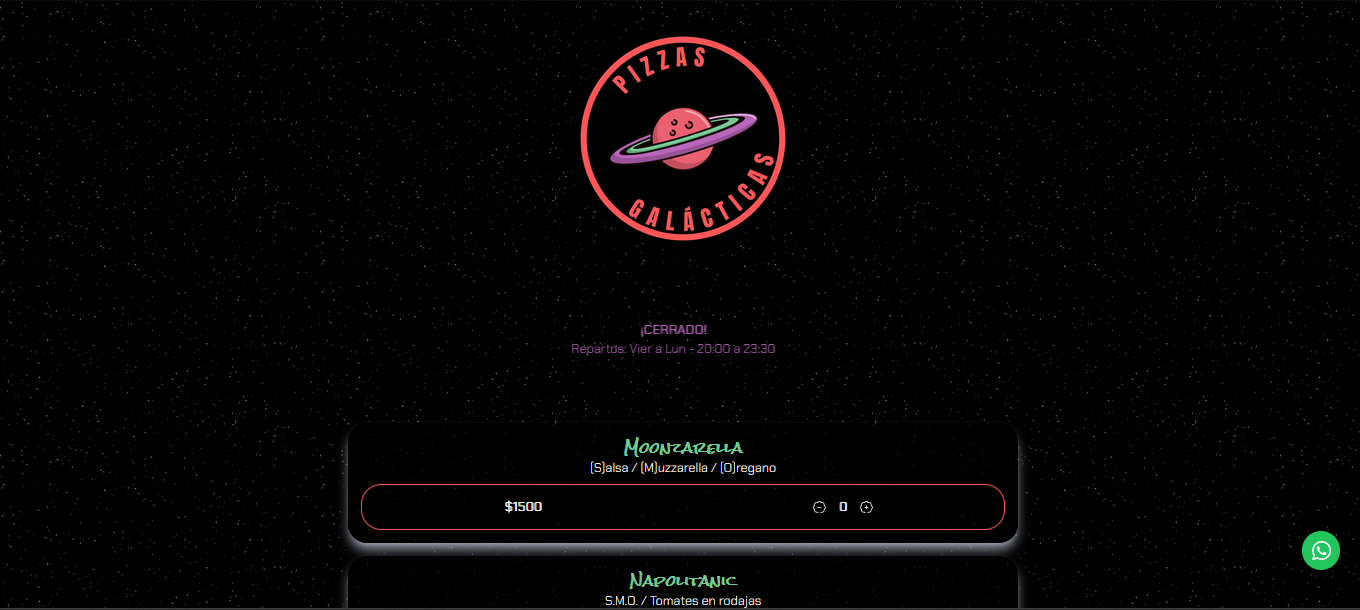 PIZZAS
GALÁCTICAS
¡CERRADO!
Repartos: Vier a Lun - 20:00 a 23:30
Moonzarella
(S)alsa / (M)uzzarella / (O)regano
$1500 0
Napolitanic
S.M.O. / Tomates en rodajas